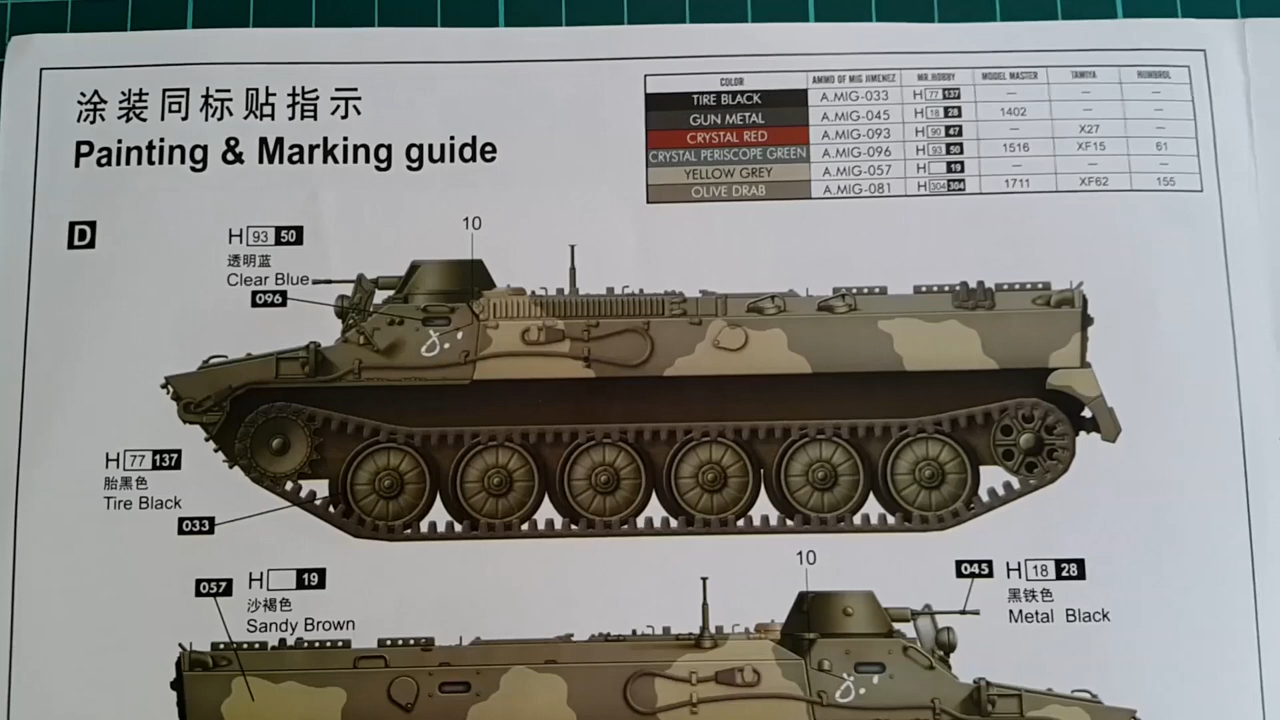 涂装同标贴指示
Painting & Marking guide
COLOR AMMO OF MIG JIMENEZ MR.HOBBY MODEL MASTER TAMIYA HUMBROL
TIRE BLACK A.MIG-033 H 77 137 — — —
GUN METAL A.MIG-045 H 18 28 1402 — —
CRYSTAL RED A.MIG-093 H 90 47 — X27 —
CRYSTAL PERISCOPE GREEN A.MIG-096 H 93 50 1516 XF15 61
YELLOW GREY A.MIG-057 H 19 — — —
OLIVE DRAB A.MIG-081 H 304 304 1711 XF62 155
D
H 93 50
透明蓝
Clear Blue
096
10
H 77 137
胎黑色
Tire Black
033
057
H 19
沙褐色
Sandy Brown
10
045
H 18 28
黑铁色
Metal Black